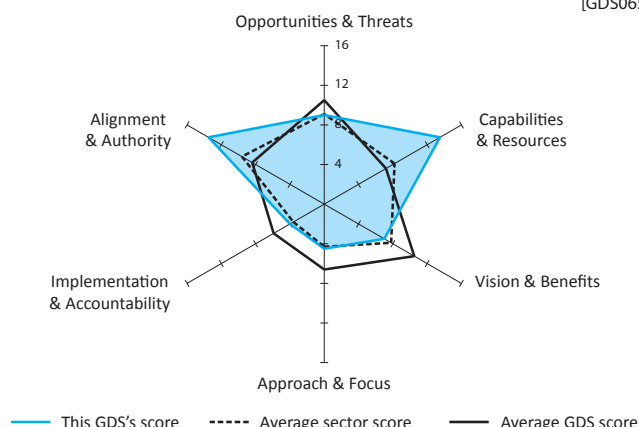 [GDS06
Opportunities & Threats
16
12
8
4
Alignment
& Authority
Capabilities
& Resources
Implementation
& Accountability
Vision & Benefits
Approach & Focus
This GDS's score
Average sector score
Average GDS score